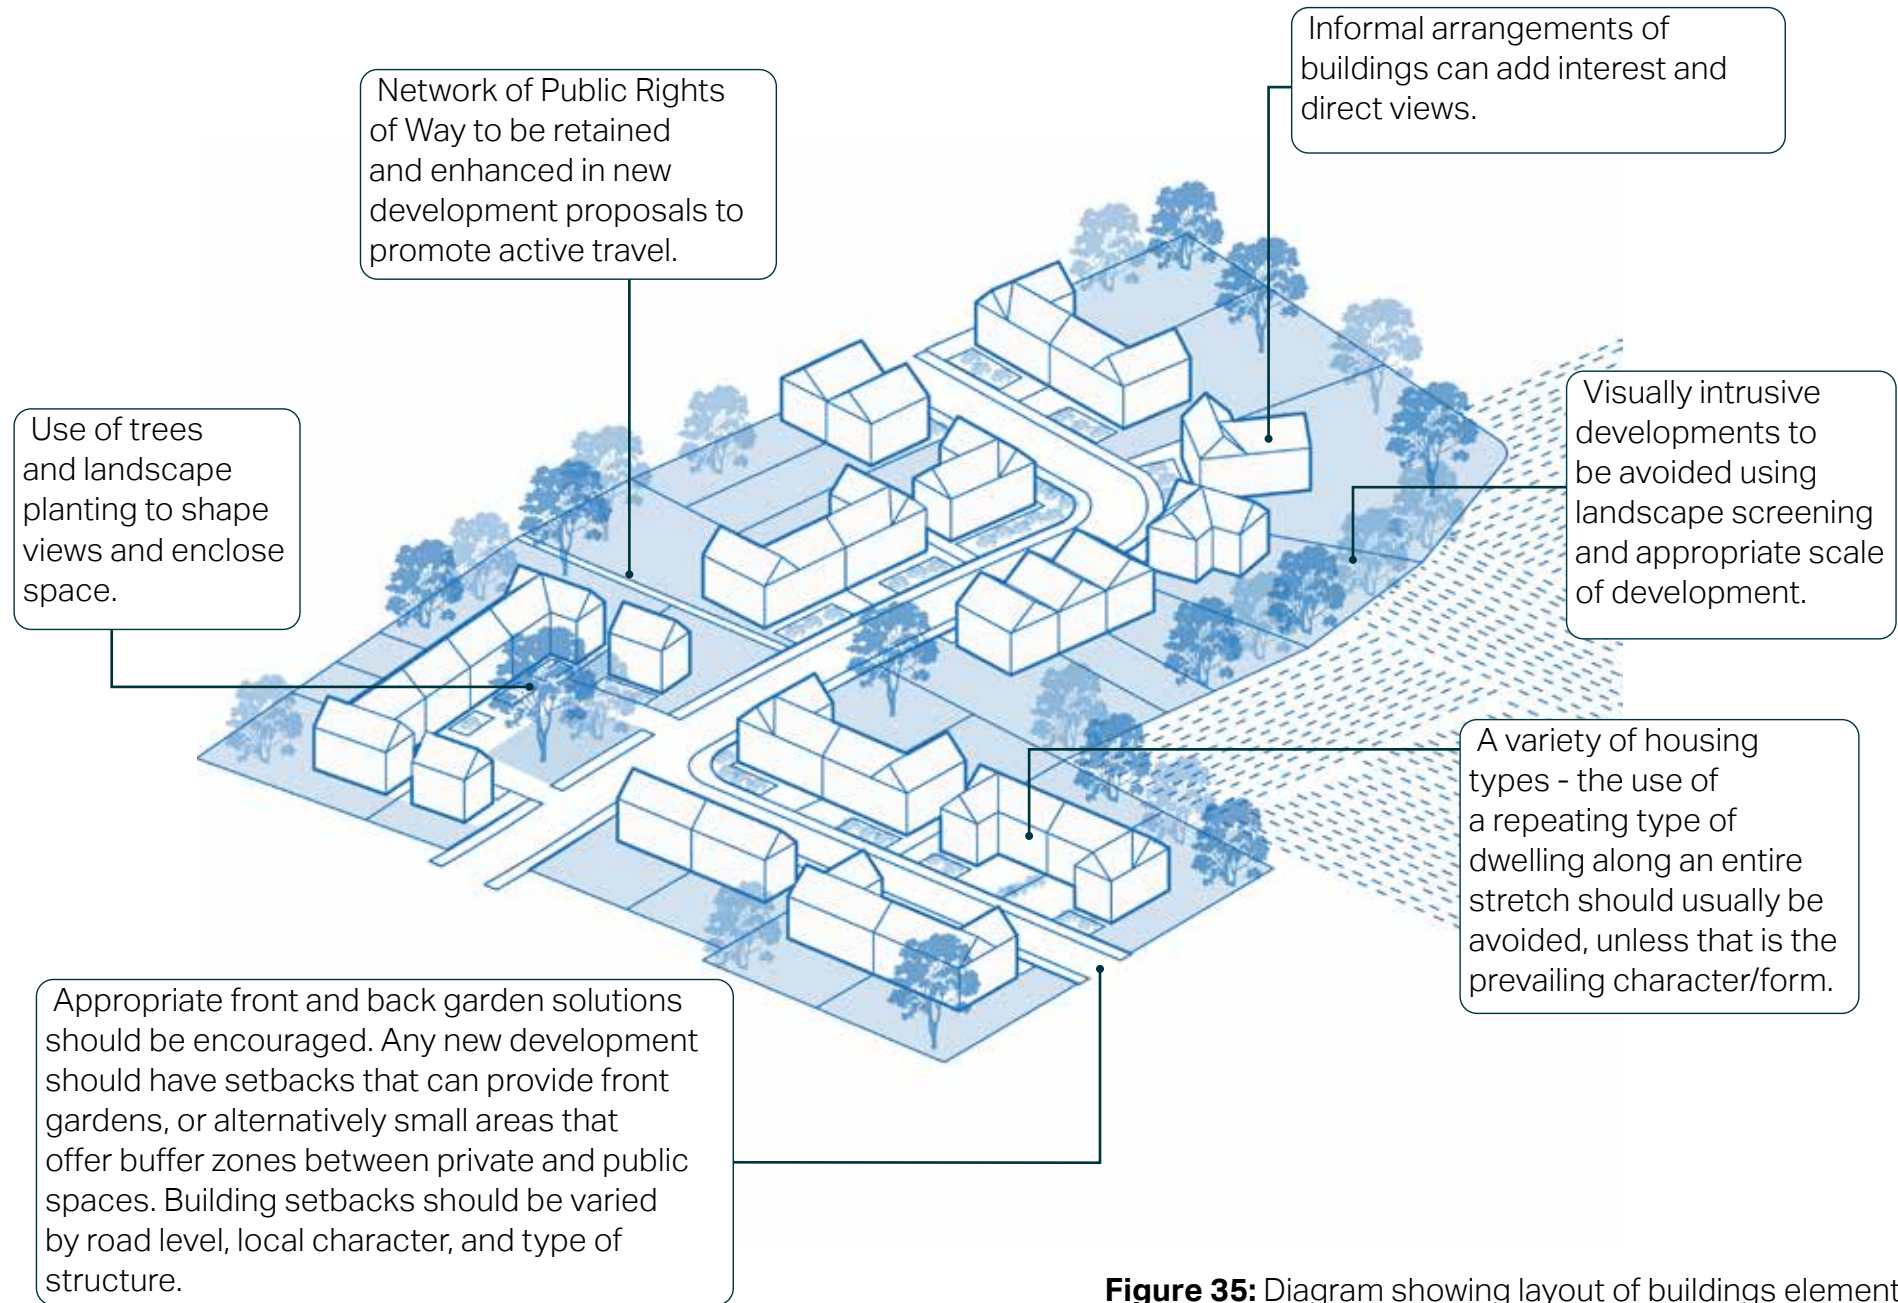 Informal arrangements of
buildings can add interest and
direct views.
Network of Public Rights
of Way to be retained
and enhanced in new
development proposals to
promote active travel.
Visually intrusive
developments to
be avoided using
landscape screening
and appropriate scale
of development.
Use of trees
and landscape
planting to shape
views and enclose
space.
A variety of housing
types - the use of
a repeating type of
dwelling along an entire
stretch should usually be
avoided, unless that is the
prevailing character/form.
Appropriate front and back garden solutions
should be encouraged. Any new development
should have setbacks that can provide front
gardens, or alternatively small areas that
offer buffer zones between private and public
spaces. Building setbacks should be varied
by road level, local character, and type of
structure.
Figure 35: Diagram showing layout of buildings element